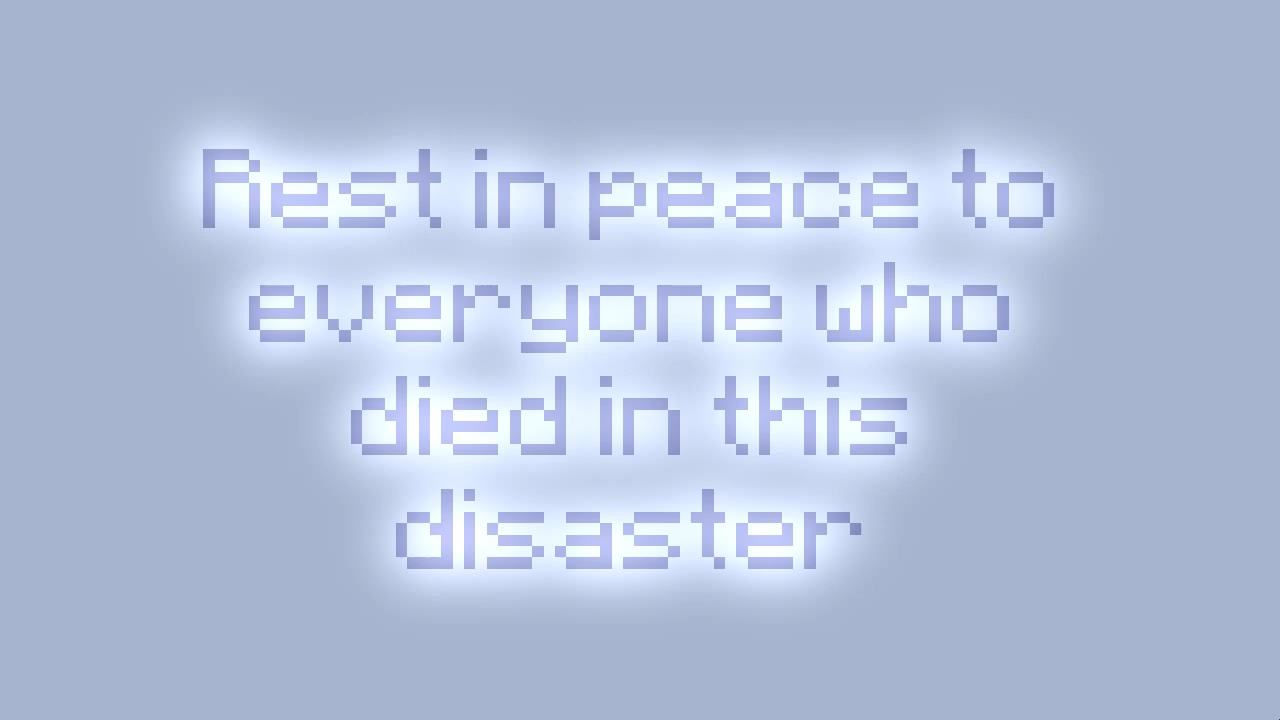 Rest in peace to
everyone who
died in this
disaster